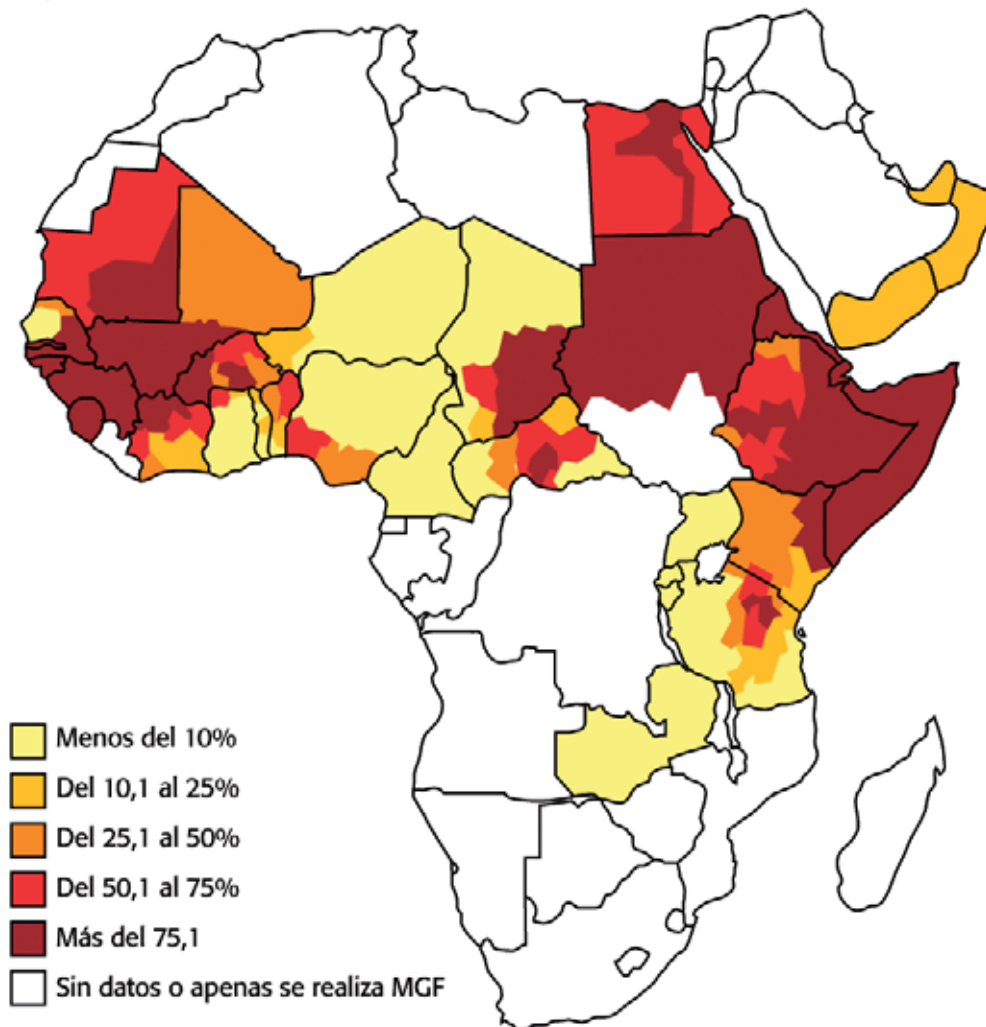 Menos del 10%
Del 10,1 al 25%
Del 25,1 al 50%
Del 50,1 al 75%
Más del 75,1
Sin datos o apenas se realiza MGF